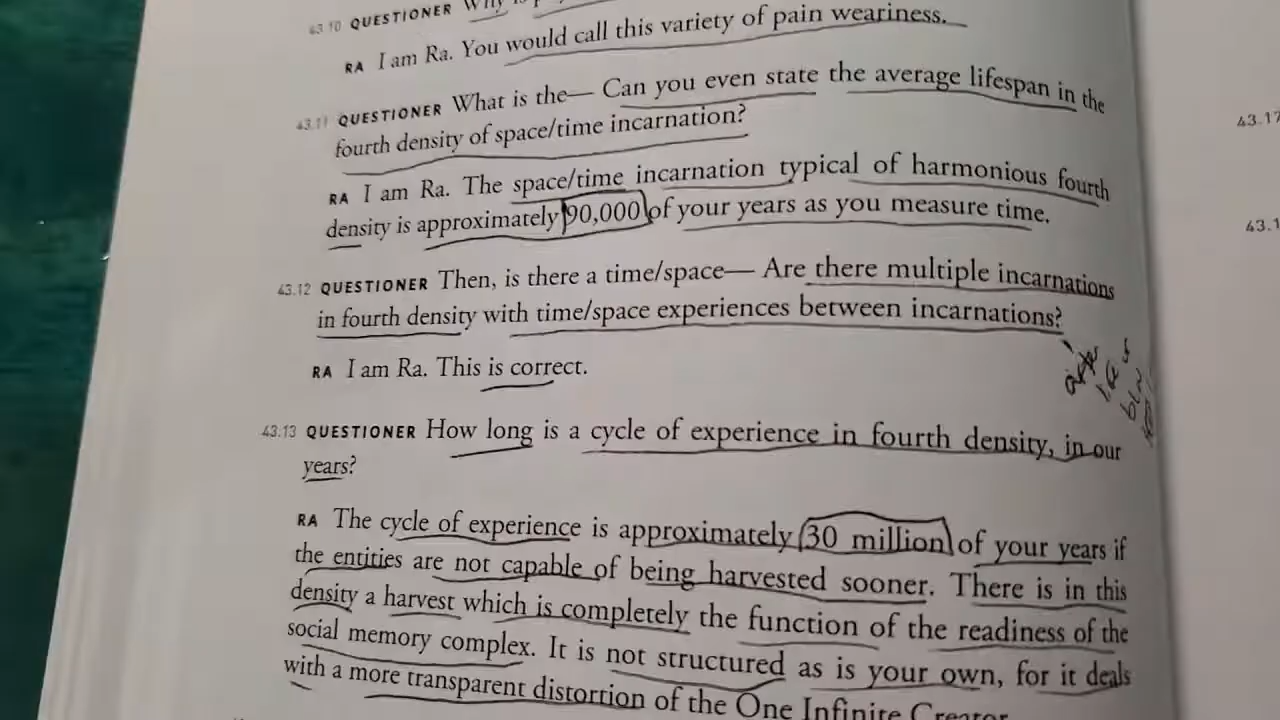 43.10 QUESTIONER Why is
RA I am Ra. You would call this variety of pain weariness.
43.11 QUESTIONER What is the— Can you even state the average lifespan in the
fourth density of space/time incarnation?
RA I am Ra. The space/time incarnation typical of harmonious fourth
density is approximately 90,000 of your years as you measure time.
43.12 QUESTIONER Then, is there a time/space— Are there multiple incarnations
in fourth density with time/space experiences between incarnations?
RA I am Ra. This is correct.
43.13 QUESTIONER How long is a cycle of experience in fourth density, in our
years?
RA The cycle of experience is approximately 30 million of your years if
the entities are not capable of being harvested sooner. There is in this
density a harvest which is completely the function of the readiness of the
social memory complex. It is not structured as is your own, for it deals
with a more transparent distortion of the One Infinite Creator.
43.17
43.1